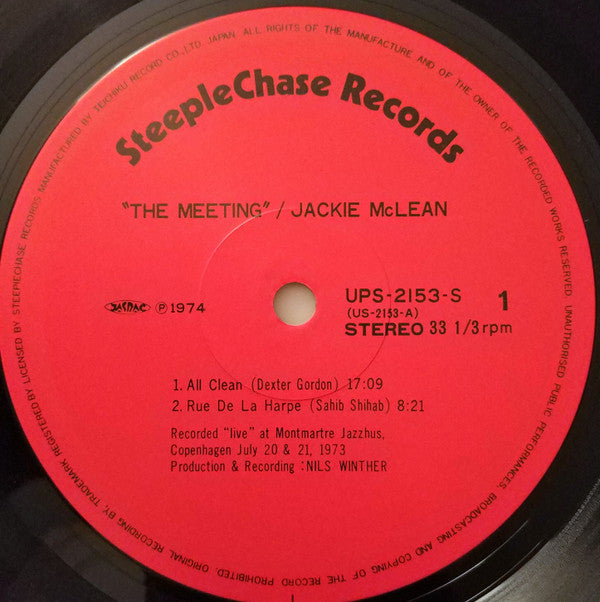 SteepleChase Records
"THE MEETING" / JACKIE McLEAN
JASRAC Ⓟ 1974
UPS-2153-S
(US-2153-A)
STEREO 33 1/3 rpm
1
1. All Clean (Dexter Gordon) 17:09
2. Rue De La Harpe (Sahib Shihab) 8:21
Recorded "live" at Montmartre Jazzhus,
Copenhagen July 20 & 21, 1973
Production & Recording :NILS WINTHER
TRADEMARK REGISTERED BY LICENSED BY STEEPLECHASE RECORDS MANUFACTURED BY TEICHIKU RECORD CO., LTD. JAPAN. ALL RIGHTS OF THE MANUFACTURE AND OF THE OWNER OF THE RECORDED WORKS RESERVED. UNAUTHORISED PUBLIC PERFORMANCES, BROADCASTING AND COPYING OF THE RECORD PROHIBITED. ORIGINAL RECORDING BY,